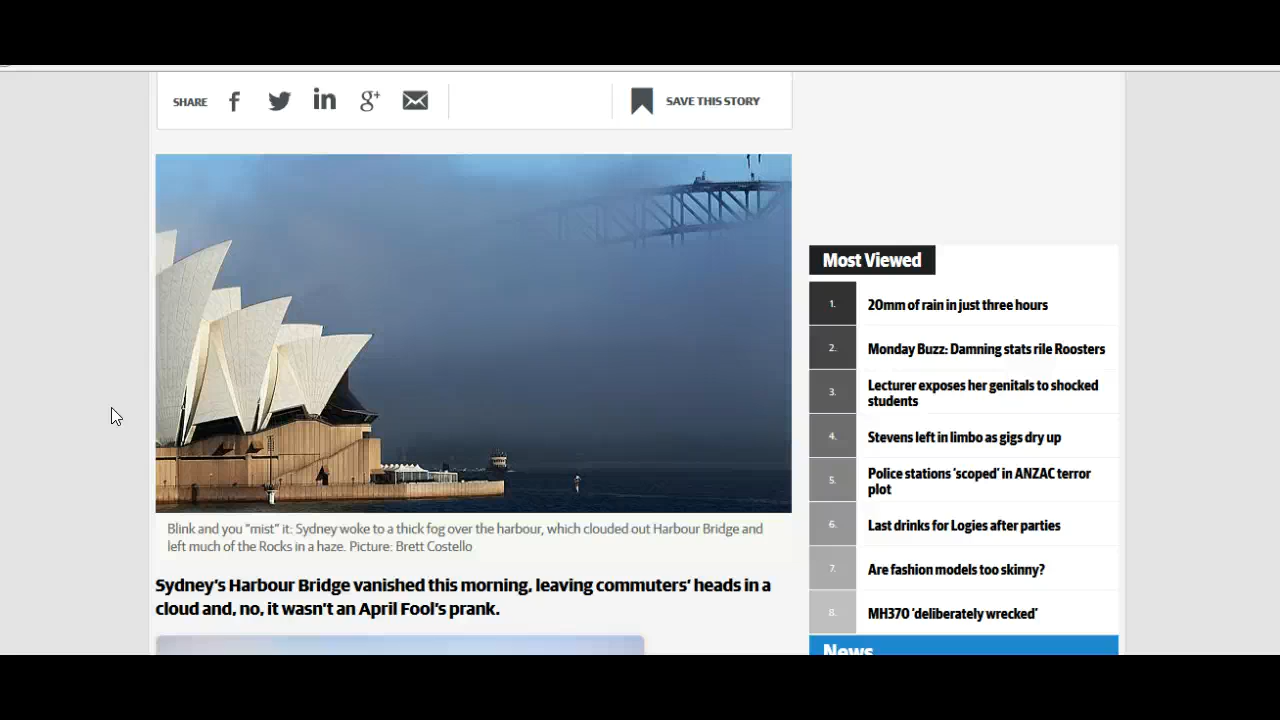 SHARE
SAVE THIS STORY
Blink and you "mist" it: Sydney woke to a thick fog over the harbour, which clouded out Harbour Bridge and
left much of the Rocks in a haze. Picture: Brett Costello
Sydney's Harbour Bridge vanished this morning, leaving commuters' heads in a
cloud and, no, it wasn't an April Fool's prank.
Most Viewed
1. 20mm of rain in just three hours
2. Monday Buzz: Damning stats rile Roosters
3. Lecturer exposes her genitals to shocked
students
4. Stevens left in limbo as gigs dry up
5. Police stations 'scoped' in ANZAC terror
plot
6. Last drinks for Logies after parties
7. Are fashion models too skinny?
8. MH370 'deliberately wrecked'
News